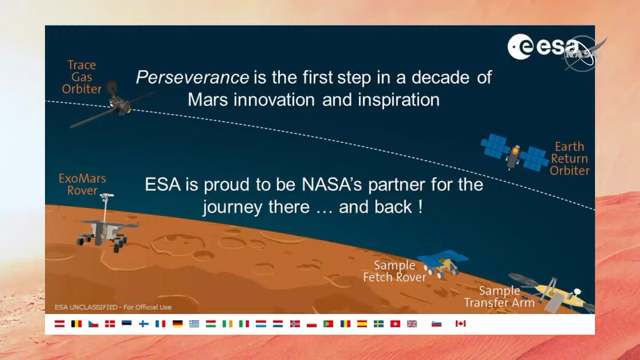 esa
NASA
Trace
Gas
Orbiter
Perseverance is the first step in a decade of
Mars innovation and inspiration
Earth
Return
Orbiter
ExoMars
Rover
ESA is proud to be NASA's partner for the
journey there ... and back !
Sample
Fetch Rover
Sample
Transfer Arm
ESA UNCLASSIFIED - For Official Use